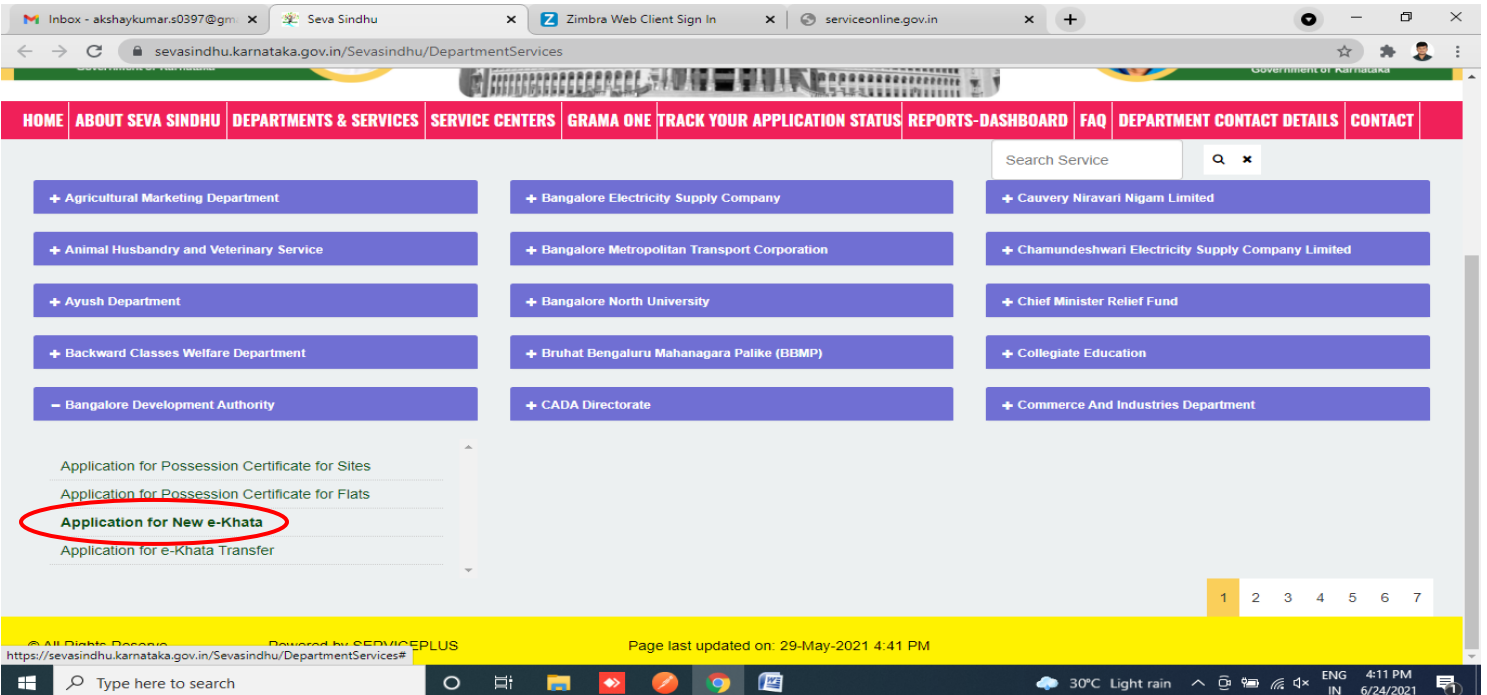 Inbox - akshaykumar.s0397@gm
Seva Sindhu
Zimbra Web Client Sign In
serviceonline.gov.in
sevasindhu.karnataka.gov.in/Sevasindhu/DepartmentServices
Government of Karnataka
Government of Karnataka
HOME ABOUT SEVA SINDHU DEPARTMENTS & SERVICES SERVICE CENTERS GRAMA ONE TRACK YOUR APPLICATION STATUS REPORTS-DASHBOARD FAQ DEPARTMENT CONTACT DETAILS CONTACT
Search Service
+ Agricultural Marketing Department
+ Bangalore Electricity Supply Company
+ Cauvery Niravari Nigam Limited
+ Animal Husbandry and Veterinary Service
+ Bangalore Metropolitan Transport Corporation
+ Chamundeshwari Electricity Supply Company Limited
+ Ayush Department
+ Bangalore North University
+ Chief Minister Relief Fund
+ Backward Classes Welfare Department
+ Bruhat Bengaluru Mahanagara Palike (BBMP)
+ Collegiate Education
– Bangalore Development Authority
+ CADA Directorate
+ Commerce And Industries Department
Application for Possession Certificate for Sites
Application for Possession Certificate for Flats
Application for New e-Khata
Application for e-Khata Transfer
1 2 3 4 5 6 7
© All Rights Reserve
Powered by SERVICEPLUS
Page last updated on: 29-May-2021 4:41 PM
https://sevasindhu.karnataka.gov.in/Sevasindhu/DepartmentServices#
Type here to search
30°C Light rain
ENG
IN
4:11 PM
6/24/2021
1